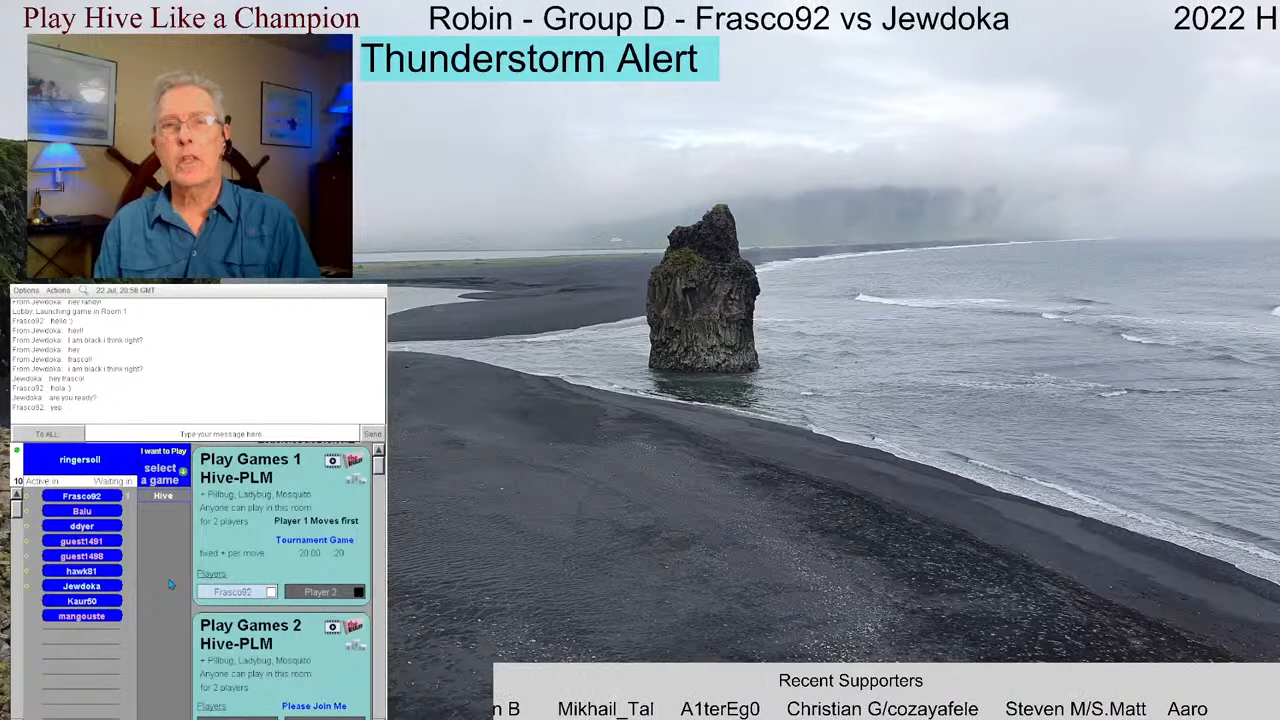 Play Hive Like a Champion
Robin - Group D - Frasco92 vs Jewdoka
2022 H
Thunderstorm Alert
Options Actions 22 Jul, 20:58 GMT
From Jewdoka: hey randy!
Lobby: Launching game in Room 1
Frasco92: hello :)
From Jewdoka: hey!!
From Jewdoka: I am black i think right?
From Jewdoka: hey
From Jewdoka: frasco!!
From Jewdoka: i am black i think right?
Jewdoka: hey frasco!
Frasco92: hola :)
Jewdoka: are you ready?
Frasco92: yep
To ALL: Type your message here Send
ringersoll
I want to Play
select
a game
10 Active in Waiting in
Frasco92 1 Hive
Balu
ddyer
guest1491
guest1498
hawk81
Jewdoka
Kaur50
mangouste
Play Games 1
Hive-PLM
+ Pillbug, Ladybug, Mosquito
Anyone can play in this room
for 2 players Player 1 Moves first
Tournament Game
fixed + per move 20:00 :20
Players
Frasco92 Player 2
Play Games 2
Hive-PLM
+ Pillbug, Ladybug, Mosquito
Anyone can play in this room
for 2 players
Players Please Join Me
Recent Supporters
n B Mikhail_Tal A1terEg0 Christian G/cozayafele Steven M/S.Matt Aaro